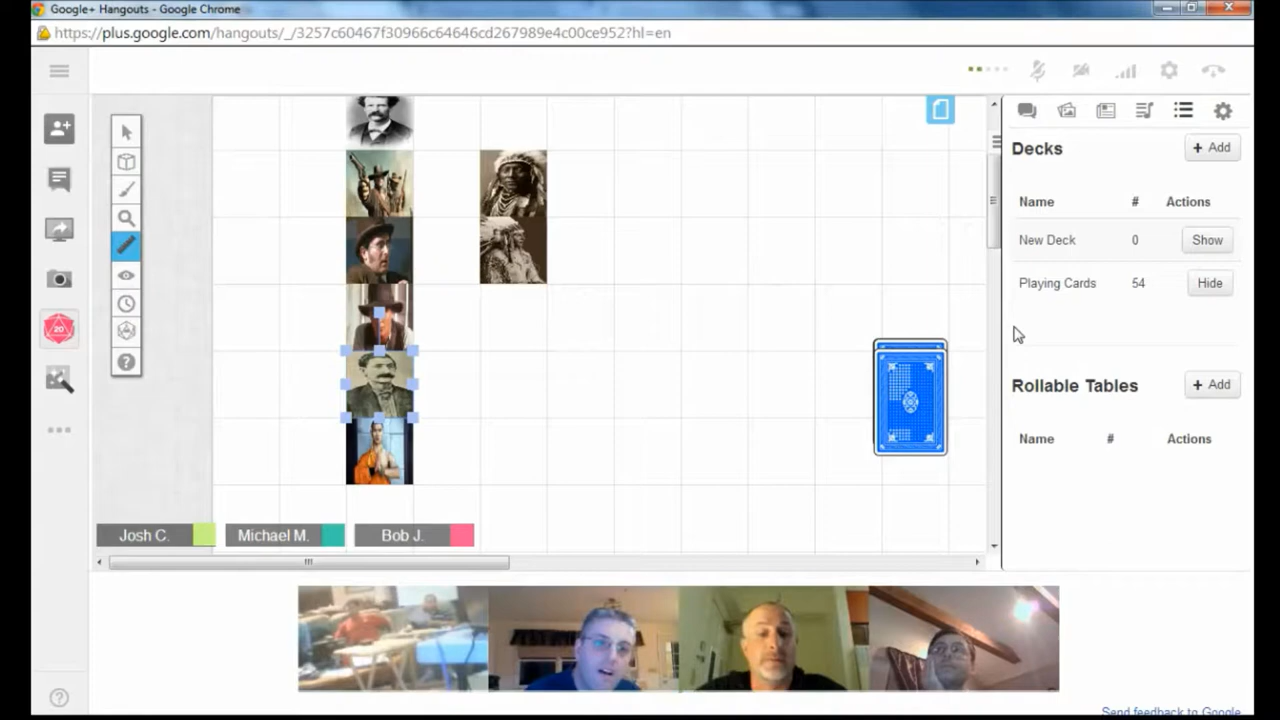 Google+ Hangouts - Google Chrome
https://plus.google.com/hangouts/_/3257c60467f30966c64646cd267989e4c00ce952?hl=en
Decks
+ Add
Name # Actions
New Deck 0 Show
Playing Cards 54 Hide
Rollable Tables
+ Add
Name # Actions
20
Josh C. Michael M. Bob J.
Send feedback to Google